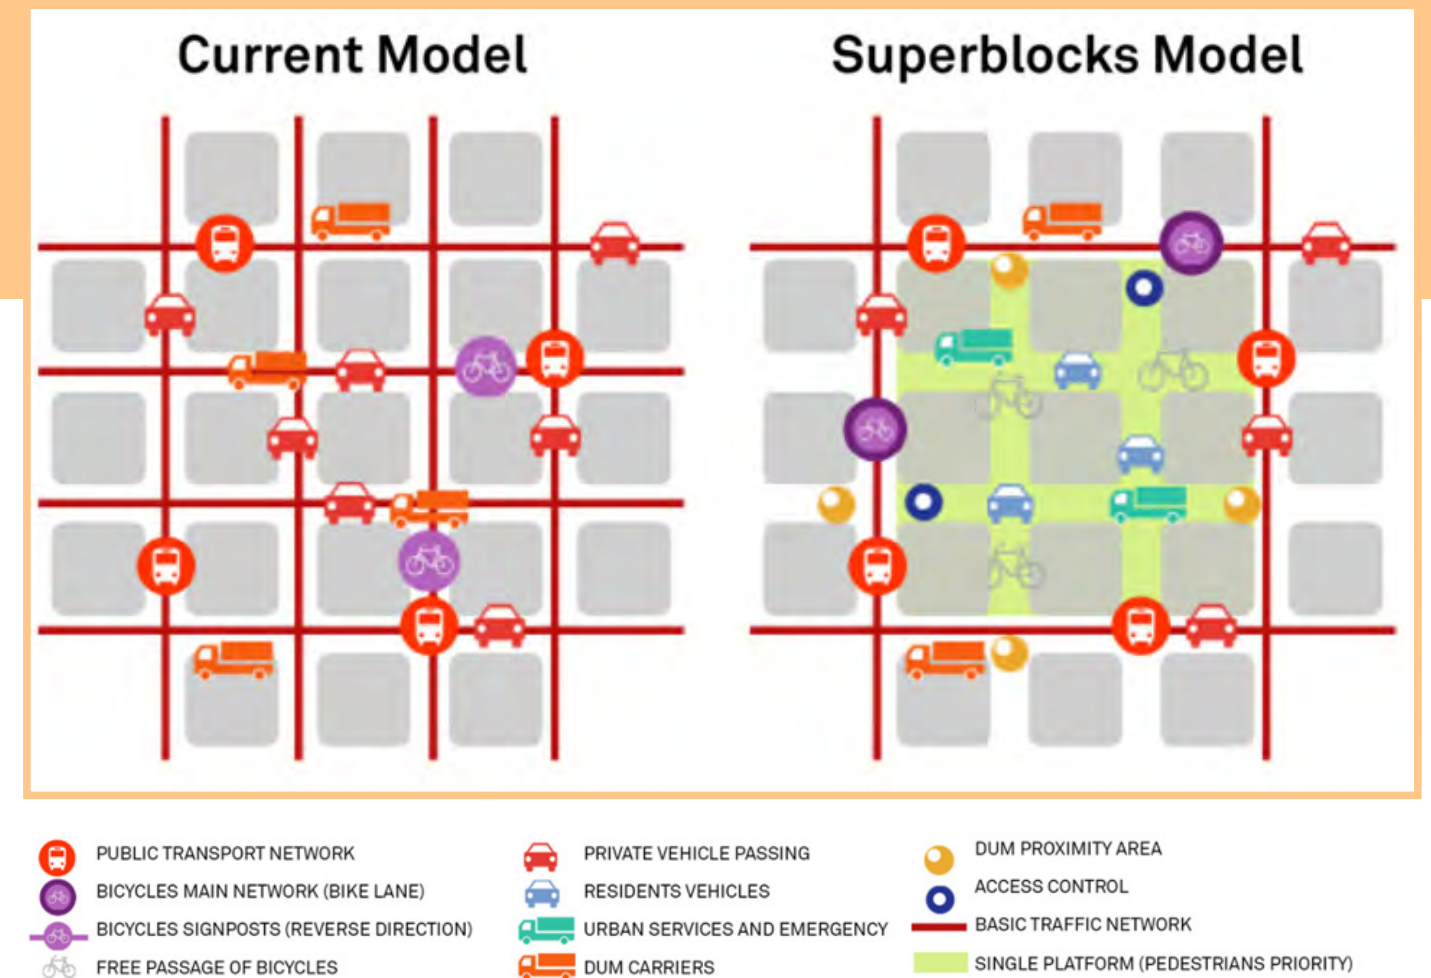 Current Model
Superblocks Model
PUBLIC TRANSPORT NETWORK
BICYCLES MAIN NETWORK (BIKE LANE)
BICYCLES SIGNPOSTS (REVERSE DIRECTION)
FREE PASSAGE OF BICYCLES
PRIVATE VEHICLE PASSING
RESIDENTS VEHICLES
URBAN SERVICES AND EMERGENCY
DUM CARRIERS
DUM PROXIMITY AREA
ACCESS CONTROL
BASIC TRAFFIC NETWORK
SINGLE PLATFORM (PEDESTRIANS PRIORITY)